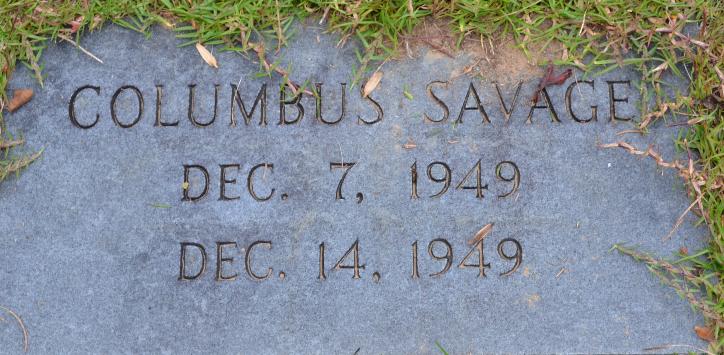 COLUMBUS SAVAGE
DEC. 7, 1949
DEC. 14, 1949